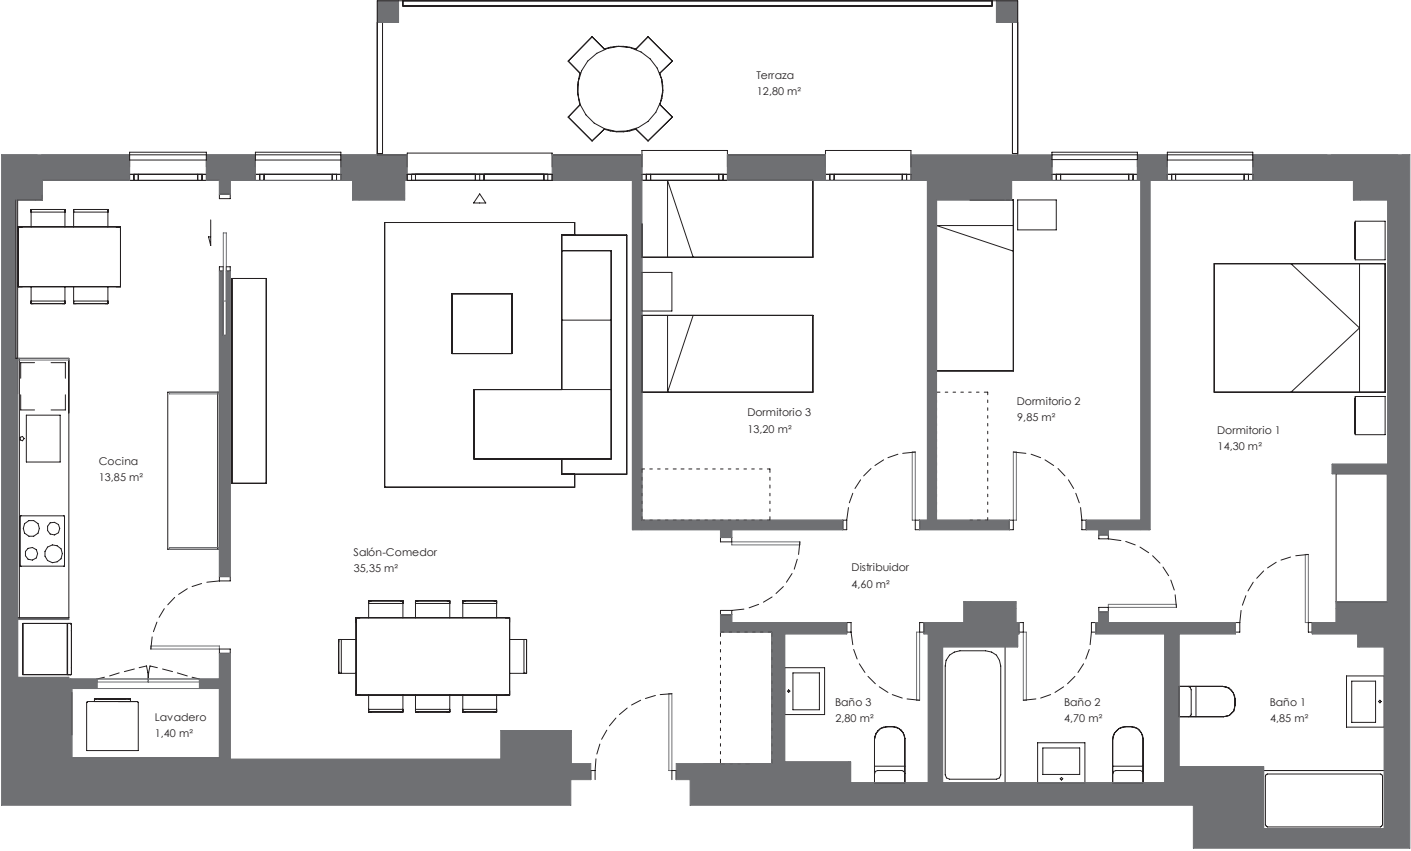 Terraza
12,80 m²
Dormitorio 3
13,20 m²
Dormitorio 2
9,85 m²
Dormitorio 1
14,30 m²
Cocina
13,85 m²
Salón-Comedor
35,35 m²
Distribuidor
4,60 m²
Lavadero
1,40 m²
Baño 3
2,80 m²
Baño 2
4,70 m²
Baño 1
4,85 m²